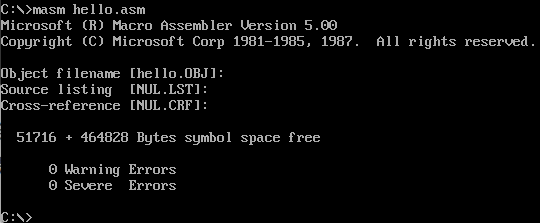 C:\>masm hello.asm
Microsoft (R) Macro Assembler Version 5.00
Copyright (C) Microsoft Corp 1981-1985, 1987.  All rights reserved.
Object filename [hello.OBJ]:
Source listing  [NUL.LST]:
Cross-reference [NUL.CRF]:
  51716 + 464828 Bytes symbol space free
      0 Warning Errors
      0 Severe  Errors
C:\>